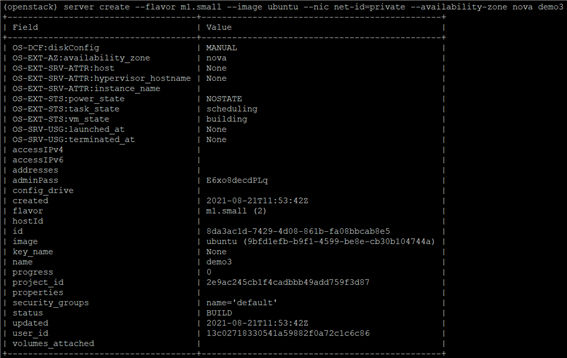 (openstack) server create --flavor m1.small --image ubuntu --nic net-id=private --availability-zone nova demo3
+-------------------------------------+-----------------------------------------------+
| Field | Value |
+-------------------------------------+-----------------------------------------------+
| OS-DCF:diskConfig | MANUAL |
| OS-EXT-AZ:availability_zone | nova |
| OS-EXT-SRV-ATTR:host | None |
| OS-EXT-SRV-ATTR:hypervisor_hostname | None |
| OS-EXT-SRV-ATTR:instance_name | |
| OS-EXT-STS:power_state | NOSTATE |
| OS-EXT-STS:task_state | scheduling |
| OS-EXT-STS:vm_state | building |
| OS-SRV-USG:launched_at | None |
| OS-SRV-USG:terminated_at | None |
| accessIPv4 | |
| accessIPv6 | |
| addresses | |
| adminPass | E6xo8decdPLq |
| config_drive | |
| created | 2021-08-21T11:53:42Z |
| flavor | m1.small (2) |
| hostId | |
| id | 8da3ac1d-7429-4d08-861b-fa08bbcab8e5 |
| image | ubuntu (9bfd1efb-b9f1-4599-be8e-cb30b104744a) |
| key_name | None |
| name | demo3 |
| progress | 0 |
| project_id | 2e9ac245cb1f4cadbbb49add759f3d87 |
| properties | |
| security_groups | name='default' |
| status | BUILD |
| updated | 2021-08-21T11:53:42Z |
| user_id | 13c02718330541a59882f0a72c1c6c86 |
| volumes_attached | |
+-------------------------------------+-----------------------------------------------+